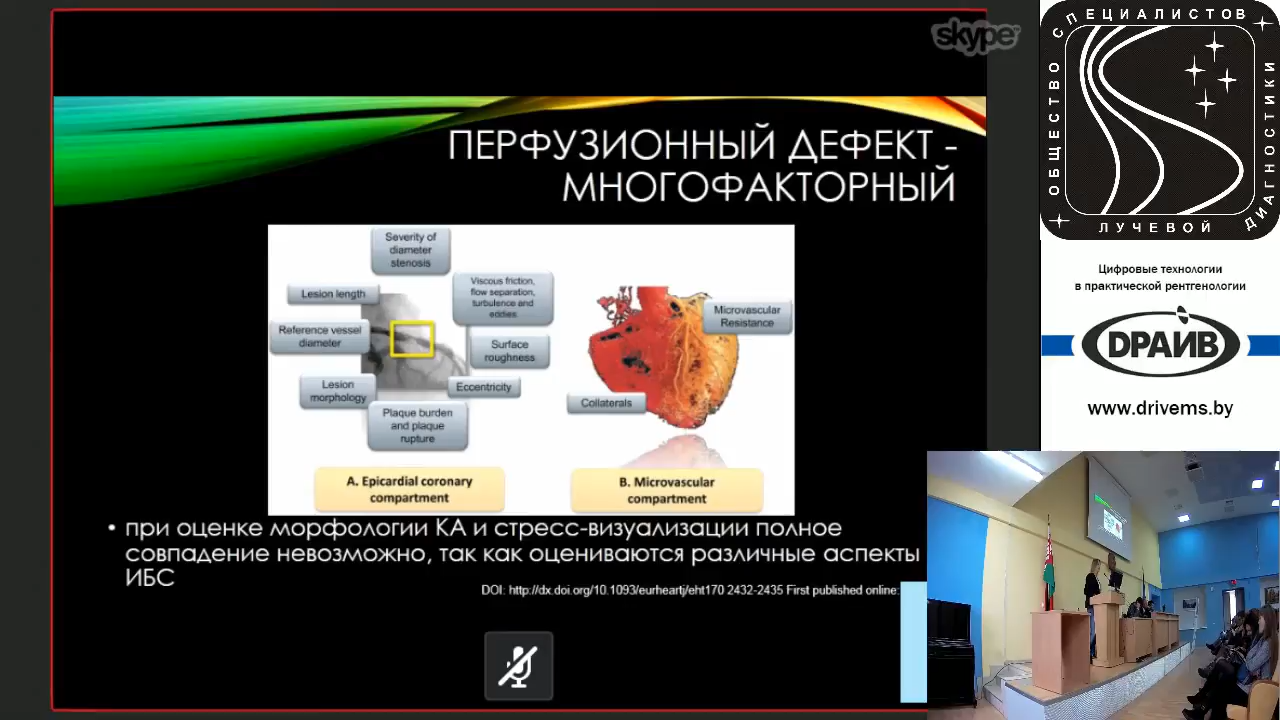 skype
ПЕРФУЗИОННЫЙ ДЕФЕКТ -
МНОГОФАКТОРНЫЙ
Severity of
diameter
stenosis
Lesion length
Viscous friction,
flow separation,
turbulence and
eddies
Reference vessel
diameter
Surface
roughness
Lesion
morphology
Eccentricity
Plaque burden
and plaque
rupture
Microvascular
Resistance
Collaterals
A. Epicardial coronary
compartment
B. Microvascular
compartment
• при оценке морфологии КА и стресс-визуализации полное
совпадение невозможно, так как оцениваются различные аспекты
ИБС
DOI: http://dx.doi.org/10.1093/eurheartj/eht170 2432-2435 First published online:
ОБЩЕСТВО
СПЕЦИАЛИСТОВ
ЛУЧЕВОЙ
ДИАГНОСТИКИ
Цифровые технологии
в практической рентгенологии
DРАЙВ
www.drivems.by